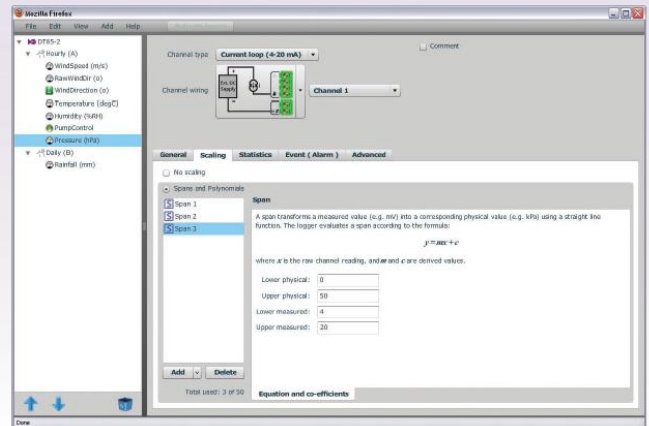 Mozilla Firefox
File Edit View Add Help
DT85-2
Hourly (A)
WindSpeed (m/s)
RawWindDir (o)
WindDirection (o)
Temperature (degC)
Humidity (%RH)
PumpControl
Pressure (hPa)
Daily (B)
Rainfall (mm)
Channel type Current loop (4-20 mA)
Comment
Channel wiring Channel 1
General Scaling Statistics Event ( Alarm ) Advanced
No scaling
Spans and Polynomials
Span 1
Span 2
Span 3
Span
A span transforms a measured value (e.g. mV) into a corresponding physical value (e.g. kPa) using a straight line
function. The logger evaluates a span according to the formula:
y=mx+c
where x is the raw channel reading, and m and c are derived values.
Lower physical: 0
Upper physical: 50
Lower measured: 4
Upper measured: 20
Add Delete
Total used: 3 of 50
Equation and co-efficients
Done